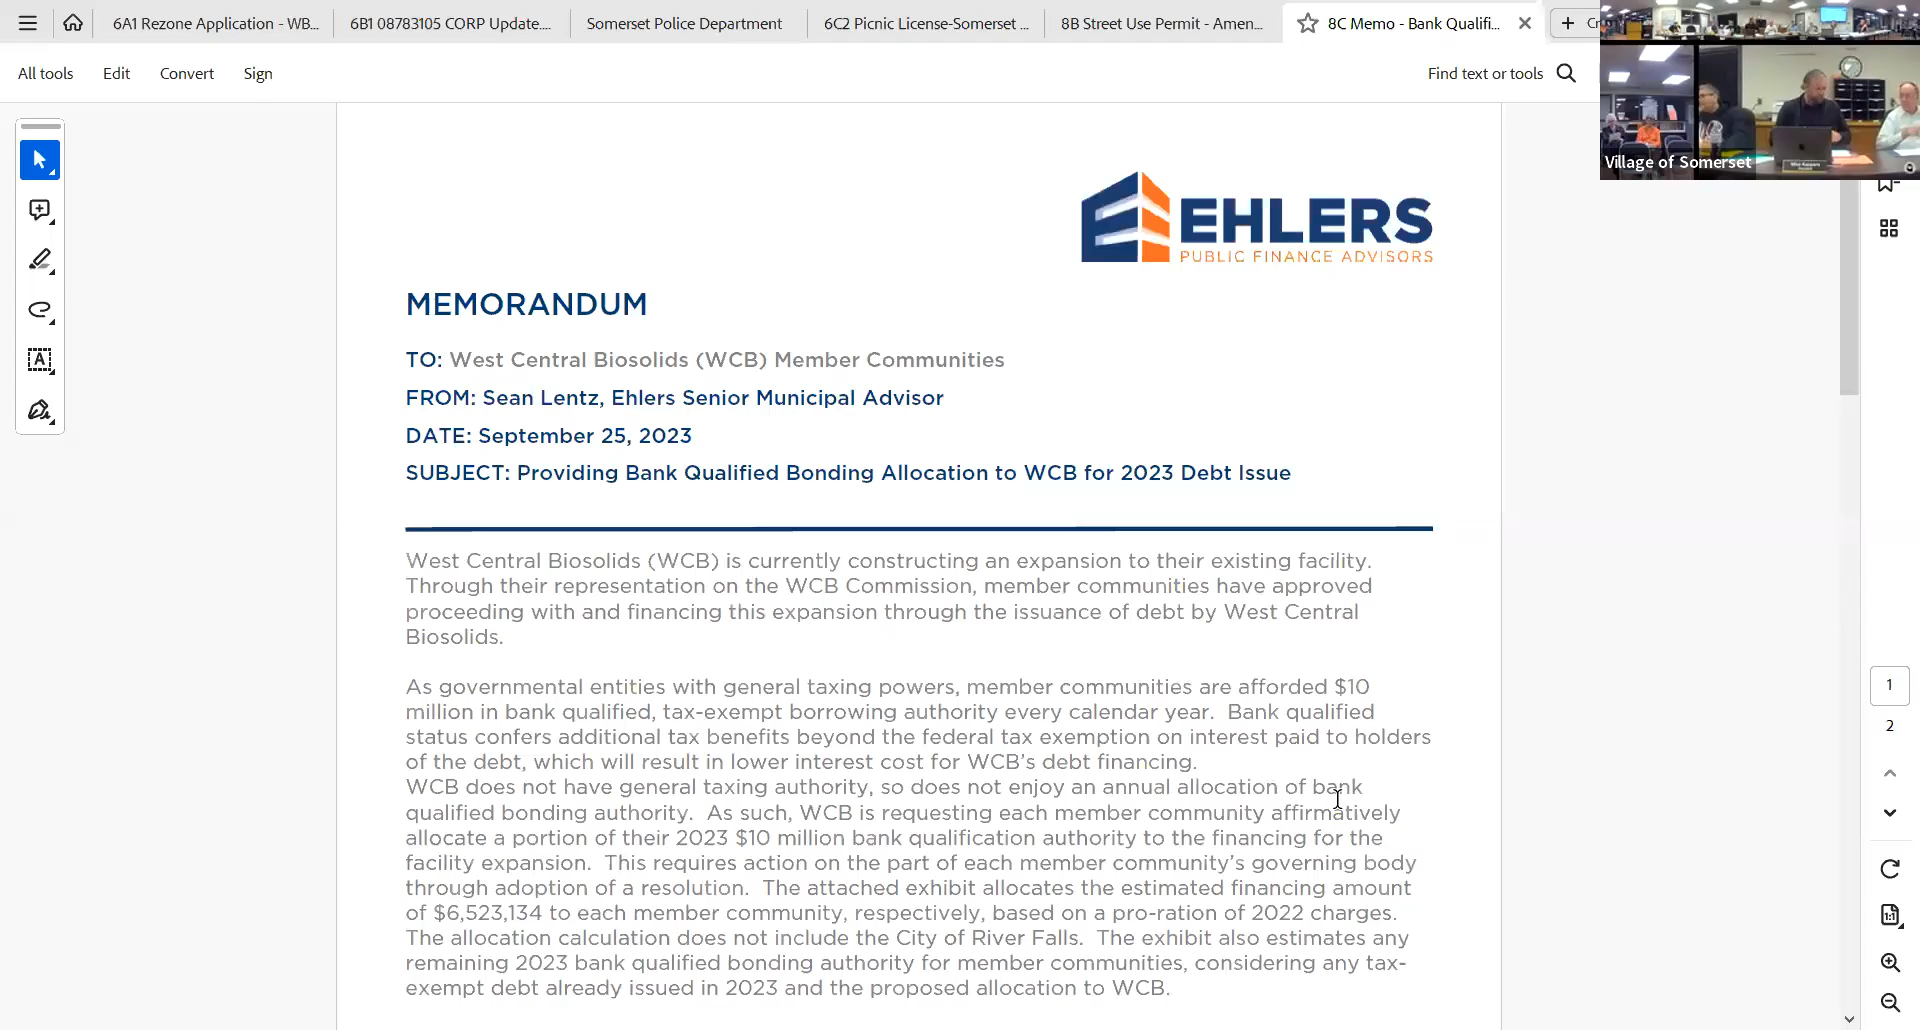 6A1 Rezone Application - WB...
6B1 08783105 CORP Update....
Somerset Police Department
6C2 Picnic License-Somerset ...
8B Street Use Permit - Amen...
8C Memo - Bank Qualifi...
All tools
Edit
Convert
Sign
Find text or tools
Village of Somerset
EHLERS
PUBLIC FINANCE ADVISORS
MEMORANDUM
TO: West Central Biosolids (WCB) Member Communities
FROM: Sean Lentz, Ehlers Senior Municipal Advisor
DATE: September 25, 2023
SUBJECT: Providing Bank Qualified Bonding Allocation to WCB for 2023 Debt Issue
West Central Biosolids (WCB) is currently constructing an expansion to their existing facility.
Through their representation on the WCB Commission, member communities have approved
proceeding with and financing this expansion through the issuance of debt by West Central
Biosolids.
As governmental entities with general taxing powers, member communities are afforded $10
million in bank qualified, tax-exempt borrowing authority every calendar year. Bank qualified
status confers additional tax benefits beyond the federal tax exemption on interest paid to holders
of the debt, which will result in lower interest cost for WCB's debt financing.
WCB does not have general taxing authority, so does not enjoy an annual allocation of bank
qualified bonding authority. As such, WCB is requesting each member community affirmatively
allocate a portion of their 2023 $10 million bank qualification authority to the financing for the
facility expansion. This requires action on the part of each member community's governing body
through adoption of a resolution. The attached exhibit allocates the estimated financing amount
of $6,523,134 to each member community, respectively, based on a pro-ration of 2022 charges.
The allocation calculation does not include the City of River Falls. The exhibit also estimates any
remaining 2023 bank qualified bonding authority for member communities, considering any tax-
exempt debt already issued in 2023 and the proposed allocation to WCB.
1
2